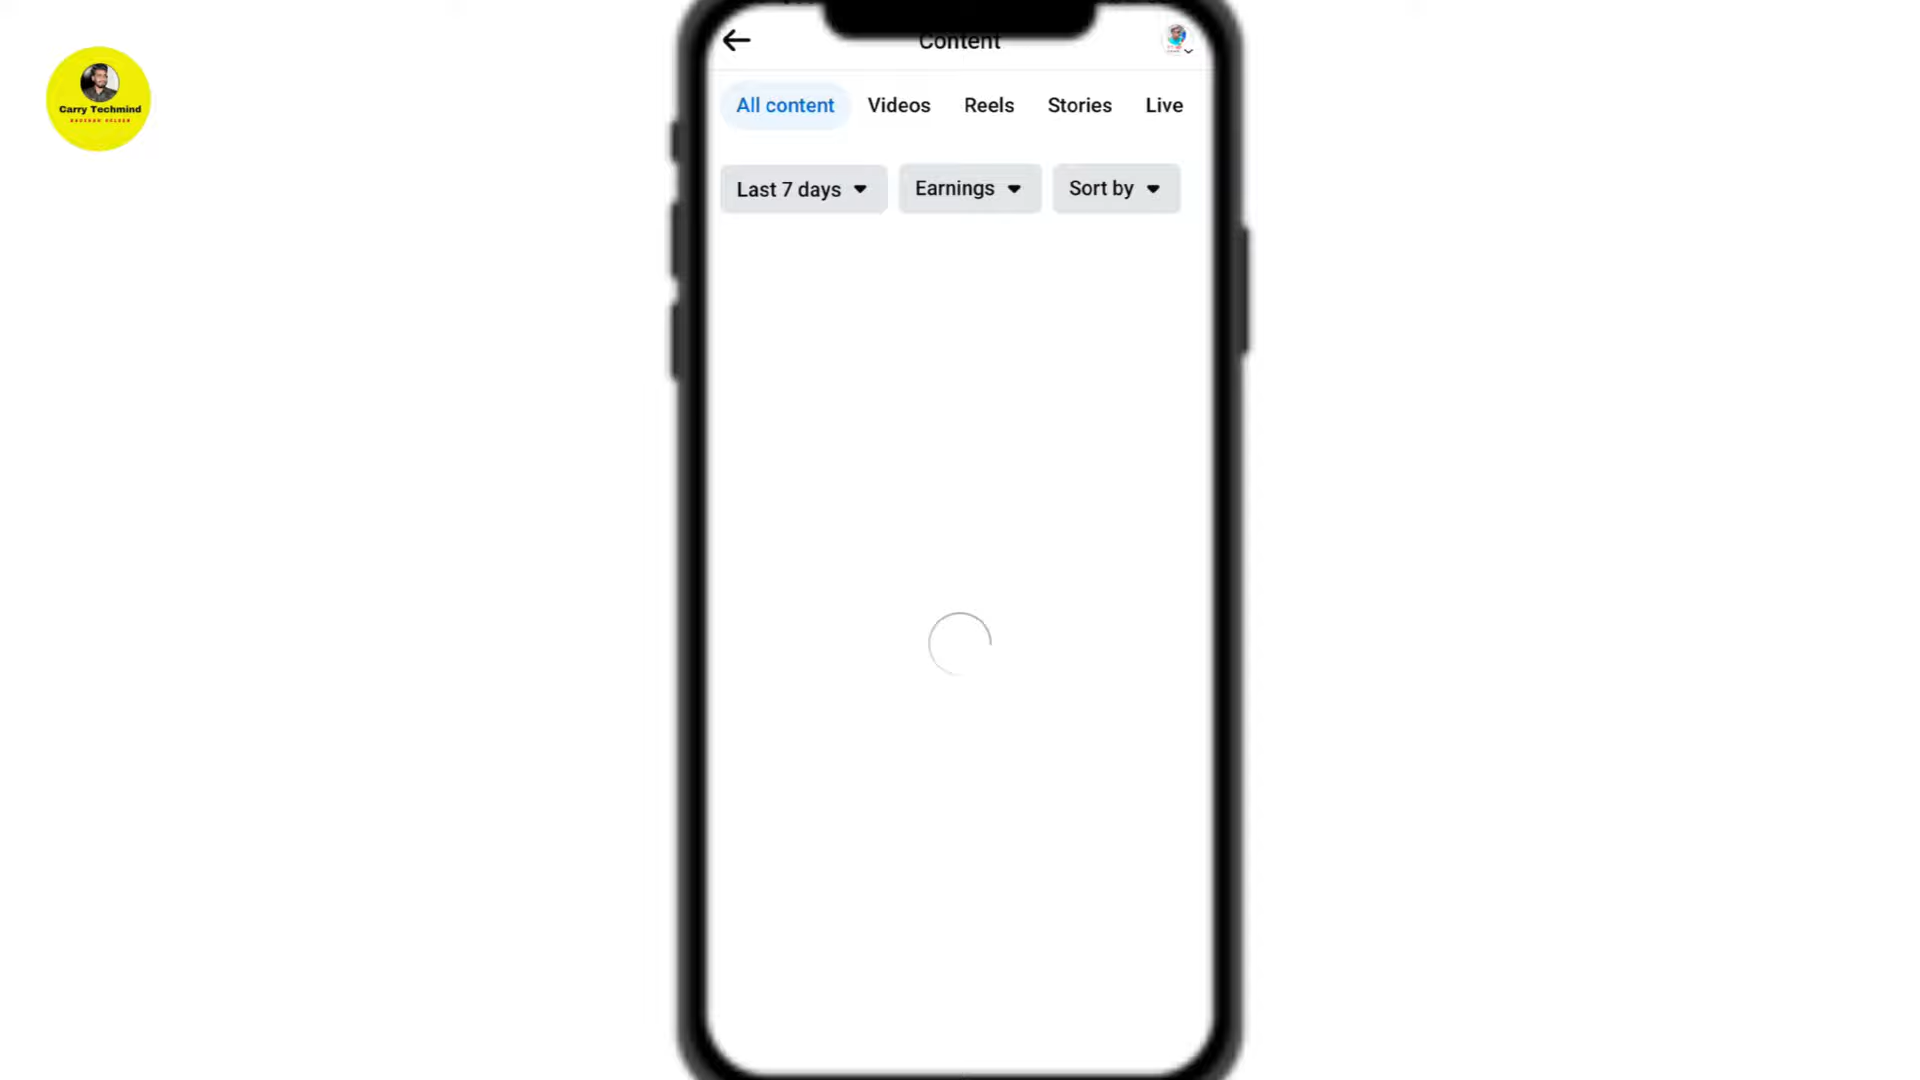 Content
All content Videos Reels Stories Live
Last 7 days Earnings Sort by
Carry Techmind